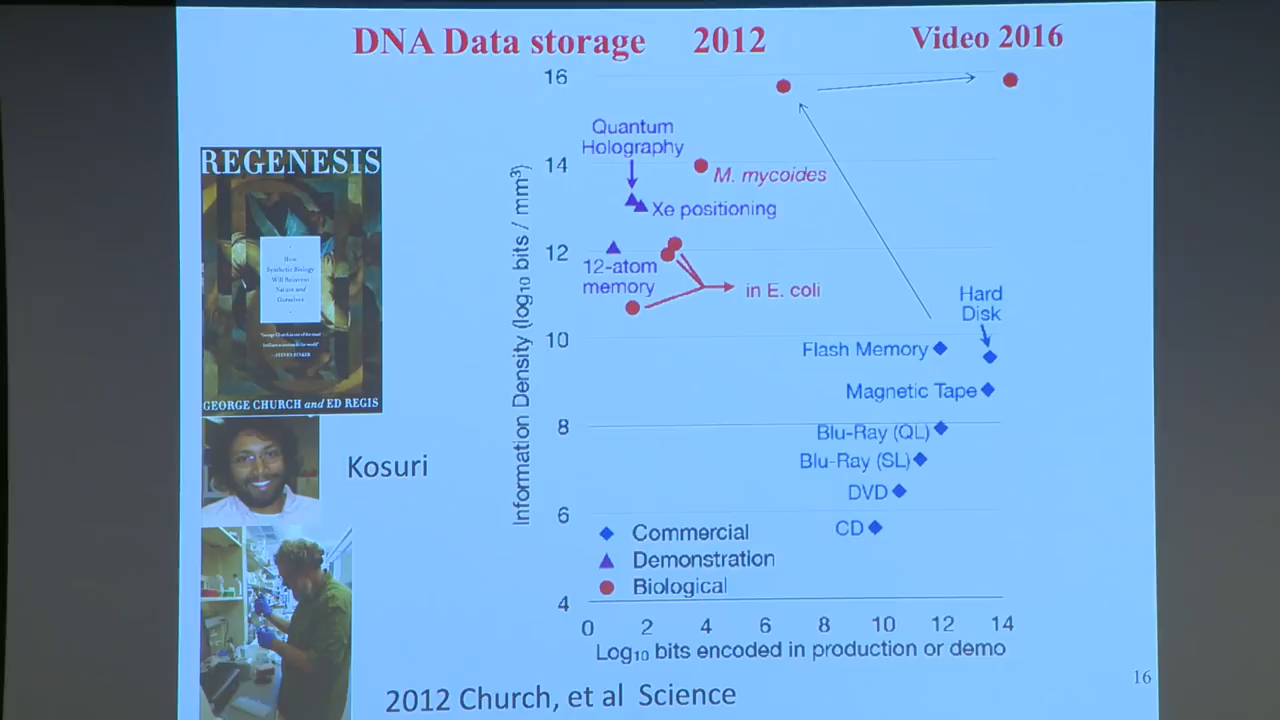 DNA Data storage 2012 Video 2016
REGENESIS
How
Synthetic Biology
Will Reinvent
Nature and
Ourselves
—STEVEN PINKER
GEORGE CHURCH and ED REGIS
Kosuri
16
14
12
10
8
6
4
Information Density (log10 bits / mm3)
Quantum
Holography
M. mycoides
Xe positioning
12-atom
memory
in E. coli
Hard
Disk
Flash Memory
Magnetic Tape
Blu-Ray (QL)
Blu-Ray (SL)
DVD
CD
Commercial
Demonstration
Biological
0 2 4 6 8 10 12 14
Log10 bits encoded in production or demo
2012 Church, et al Science
16